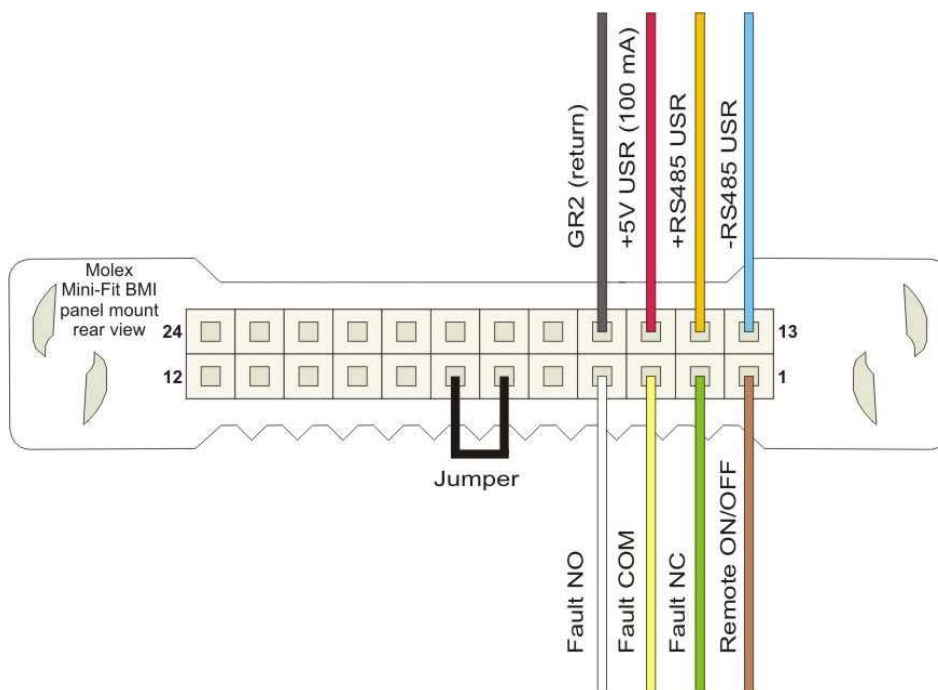 GR2 (return)
+5V USR (100 mA)
+RS485 USR
-RS485 USR
Molex
Mini-Fit BMI
panel mount
rear view
24
13
12
1
Jumper
Fault NO
Fault COM
Fault NC
Remote ON/OFF